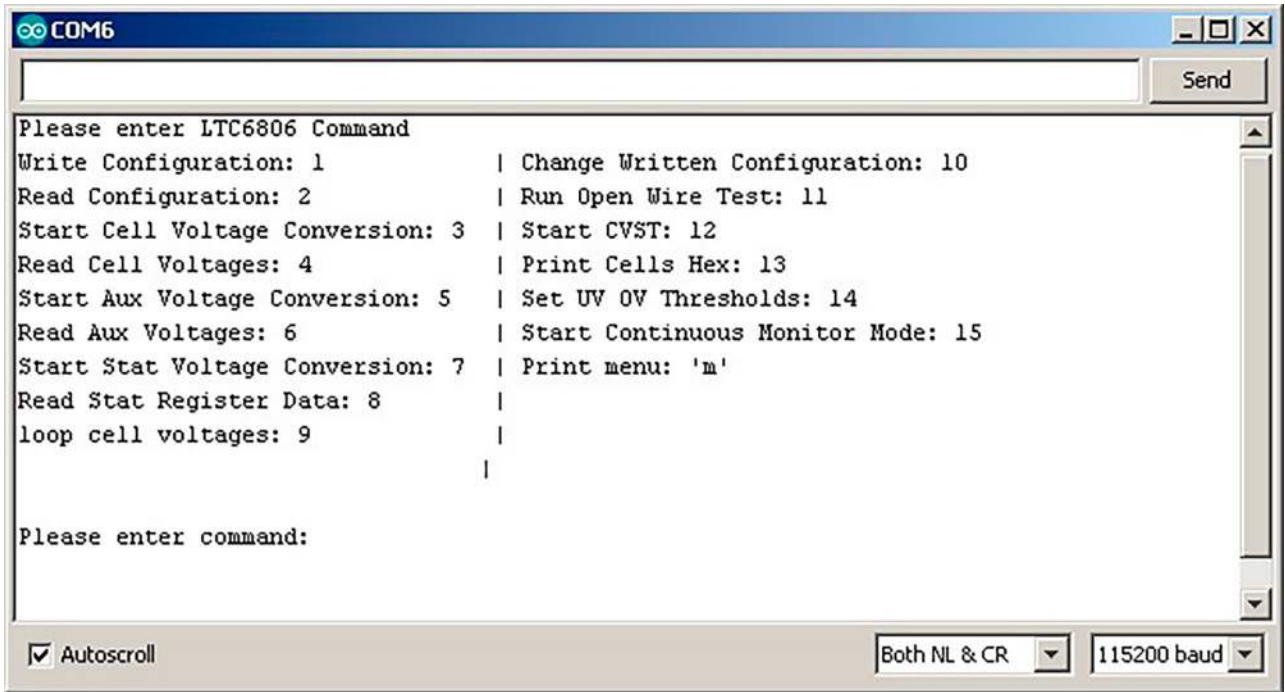 COM6
Send
Please enter LTC6806 Command
Write Configuration: 1 | Change Written Configuration: 10
Read Configuration: 2 | Run Open Wire Test: 11
Start Cell Voltage Conversion: 3 | Start CVST: 12
Read Cell Voltages: 4 | Print Cells Hex: 13
Start Aux Voltage Conversion: 5 | Set UV OV Thresholds: 14
Read Aux Voltages: 6 | Start Continuous Monitor Mode: 15
Start Stat Voltage Conversion: 7 | Print menu: 'm'
Read Stat Register Data: 8 |
loop cell voltages: 9 |
|
Please enter command:
Autoscroll Both NL & CR 115200 baud